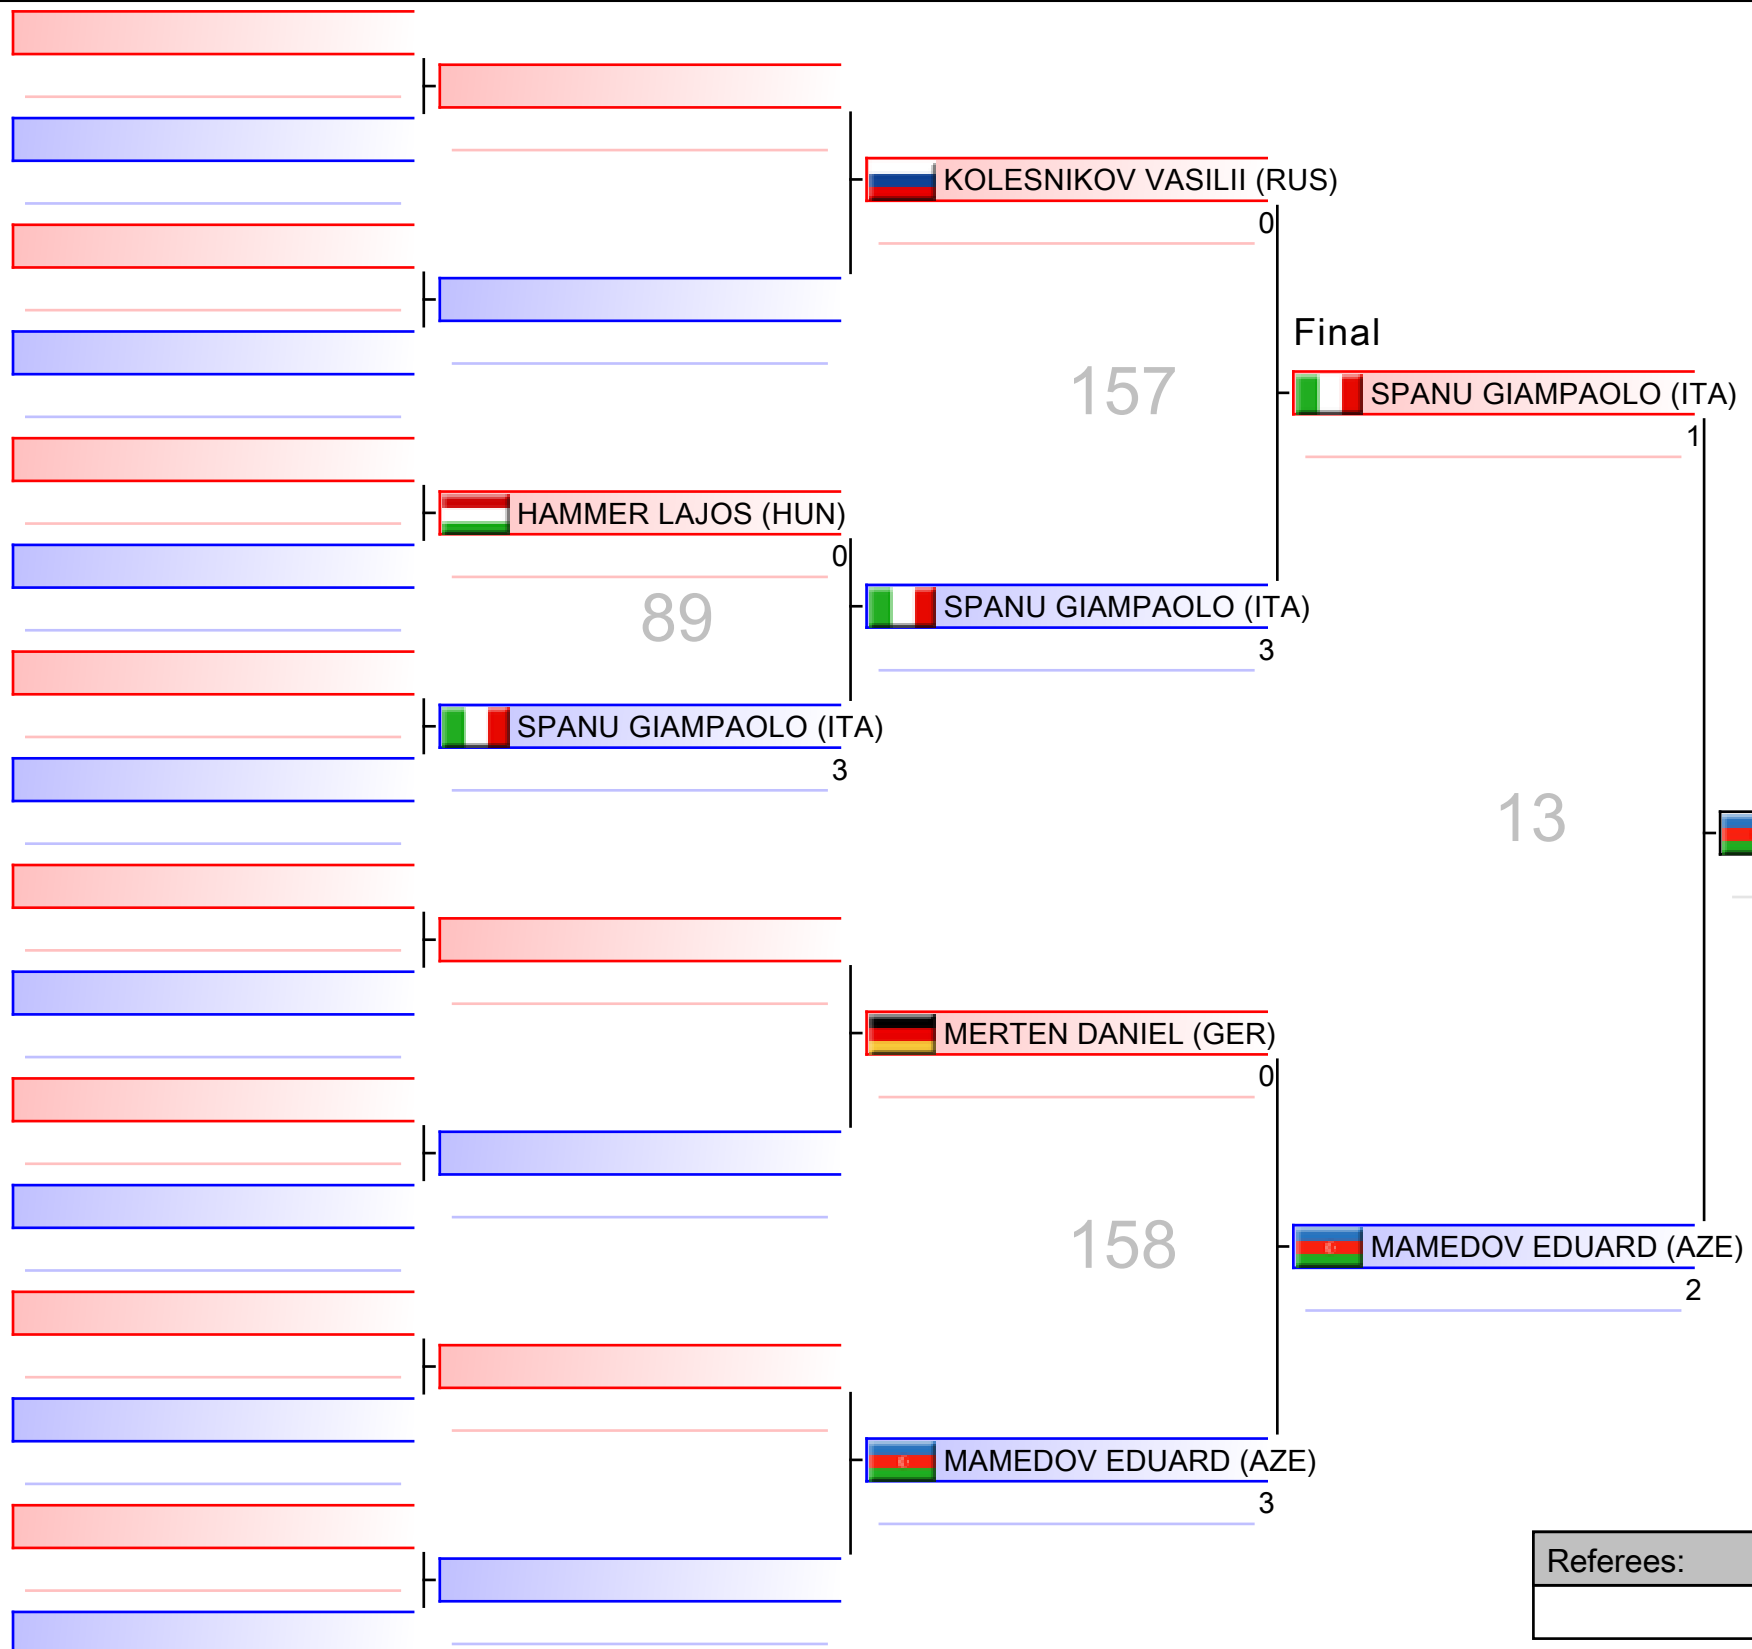 KOLESNIKOV VASILII (RUS)
0
Final
157
SPANU GIAMPAOLO (ITA)
1
HAMMER LAJOS (HUN)
0
89
SPANU GIAMPAOLO (ITA)
3
SPANU GIAMPAOLO (ITA)
3
13
MERTEN DANIEL (GER)
0
158
MAMEDOV EDUARD (AZE)
2
MAMEDOV EDUARD (AZE)
3
Referees: